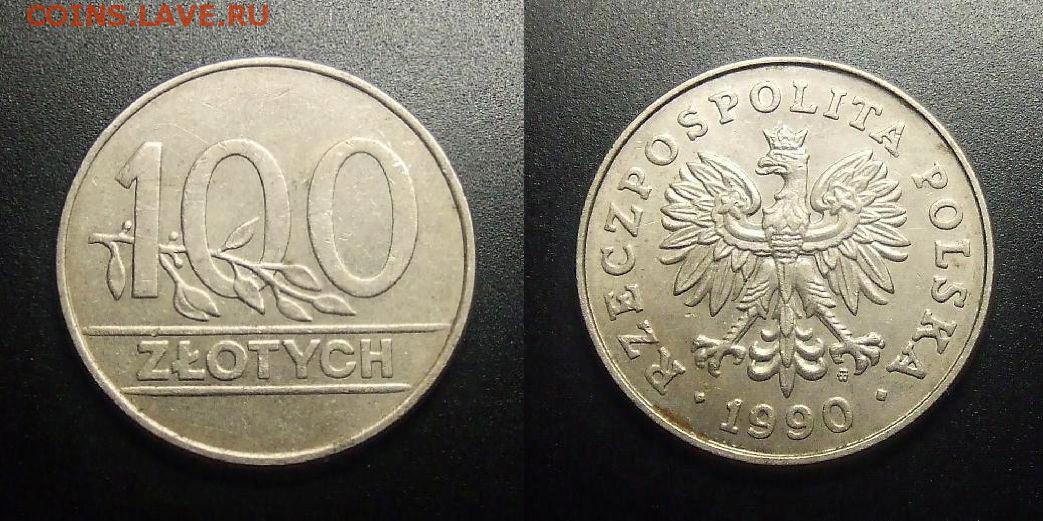 COINS.LAVE.RU
100
ZŁOTYCH
RZECZPOSPOLITA POLSKA
· 1990 ·